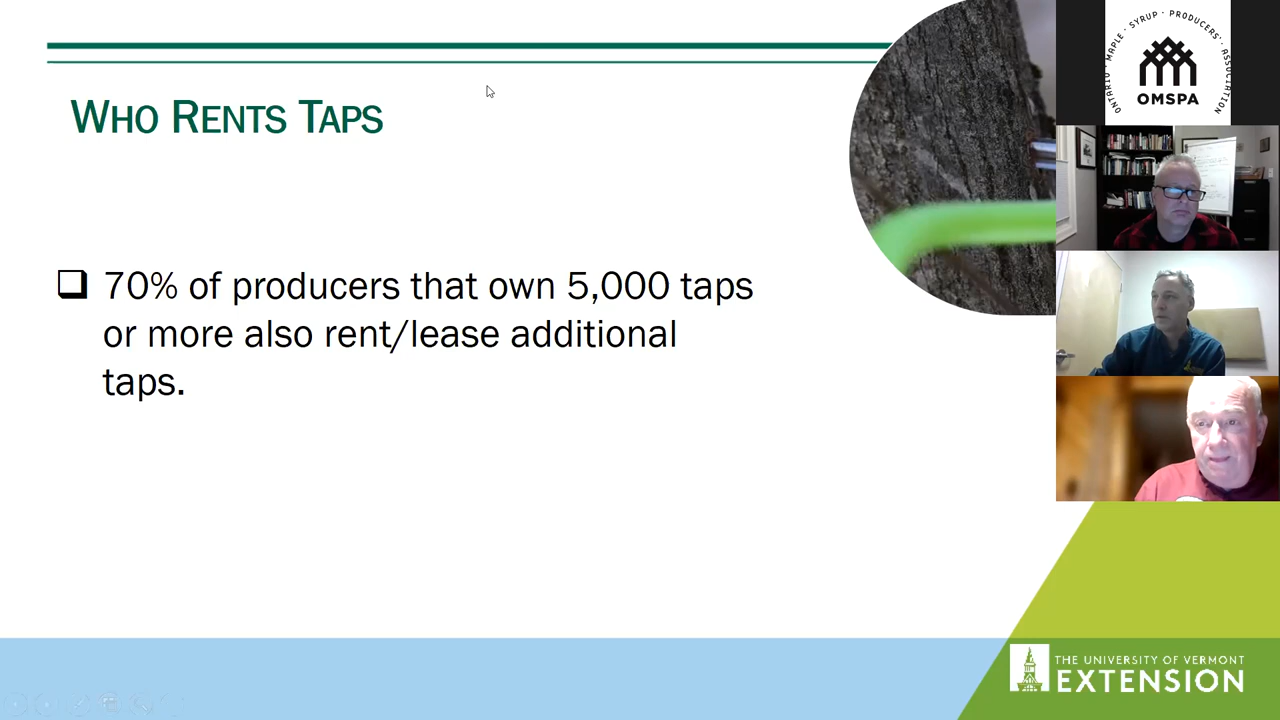 WHO RENTS TAPS
70% of producers that own 5,000 taps
or more also rent/lease additional
taps.
ONTARIO · MAPLE · SYRUP · PRODUCERS' · ASSOCIATION
OMSPA
THE UNIVERSITY OF VERMONT
EXTENSION